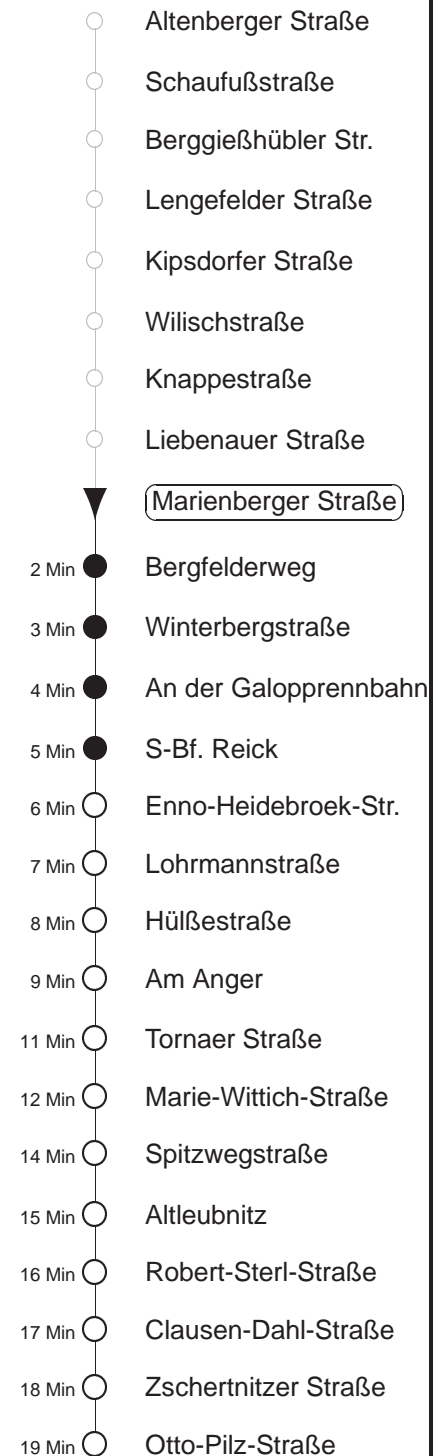 Altenberger Straße
Schaufußstraße
Berggießhübler Str.
Lengefelder Straße
Kipsdorfer Straße
Wilischstraße
Knappestraße
Liebenauer Straße
Marienberger Straße
2 Min Bergfelderweg
3 Min Winterbergstraße
4 Min An der Galopprennbahn
5 Min S-Bf. Reick
6 Min Enno-Heidebroek-Str.
7 Min Lohrmannstraße
8 Min Hülßestraße
9 Min Am Anger
11 Min Tornaer Straße
12 Min Marie-Wittich-Straße
14 Min Spitzwegstraße
15 Min Altleubnitz
16 Min Robert-Sterl-Straße
17 Min Clausen-Dahl-Straße
18 Min Zschertnitzer Straße
19 Min Otto-Pilz-Straße